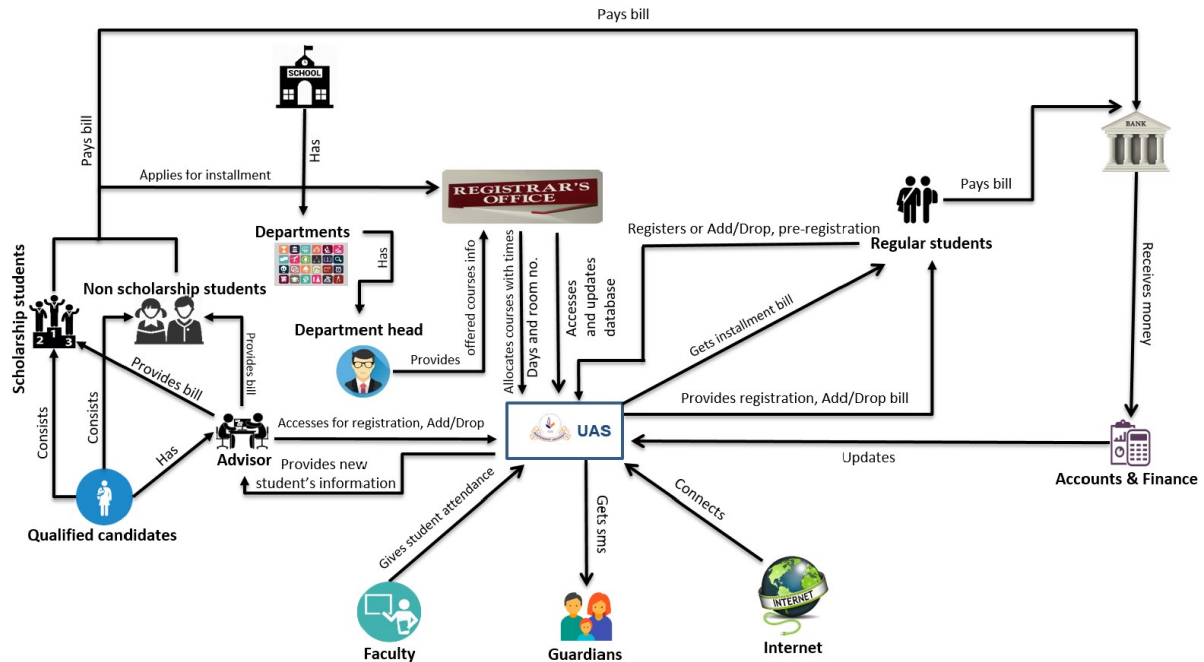 Pays bill
SCHOOL
BANK
Pays bill
Has
Applies for installment
REGISTRAR'S
OFFICE
Pays bill
Registers or Add/Drop, pre-registration
Regular students
Departments
Has
offered courses info
Allocates courses with times
Days and room no.
Accesses
and updates
database
Receives money
Scholarship students
Non scholarship students
2 1 3
Department head
Provides
Gets installment bill
Provides bill
Provides bill
Provides registration, Add/Drop bill
Consists
Consists
Has
Advisor
Accesses for registration, Add/Drop
UAS
Updates
Accounts & Finance
Provides new
student's information
Qualified candidates
Gives student attendance
Gets sms
Connects
INTERNET
Faculty
Guardians
Internet